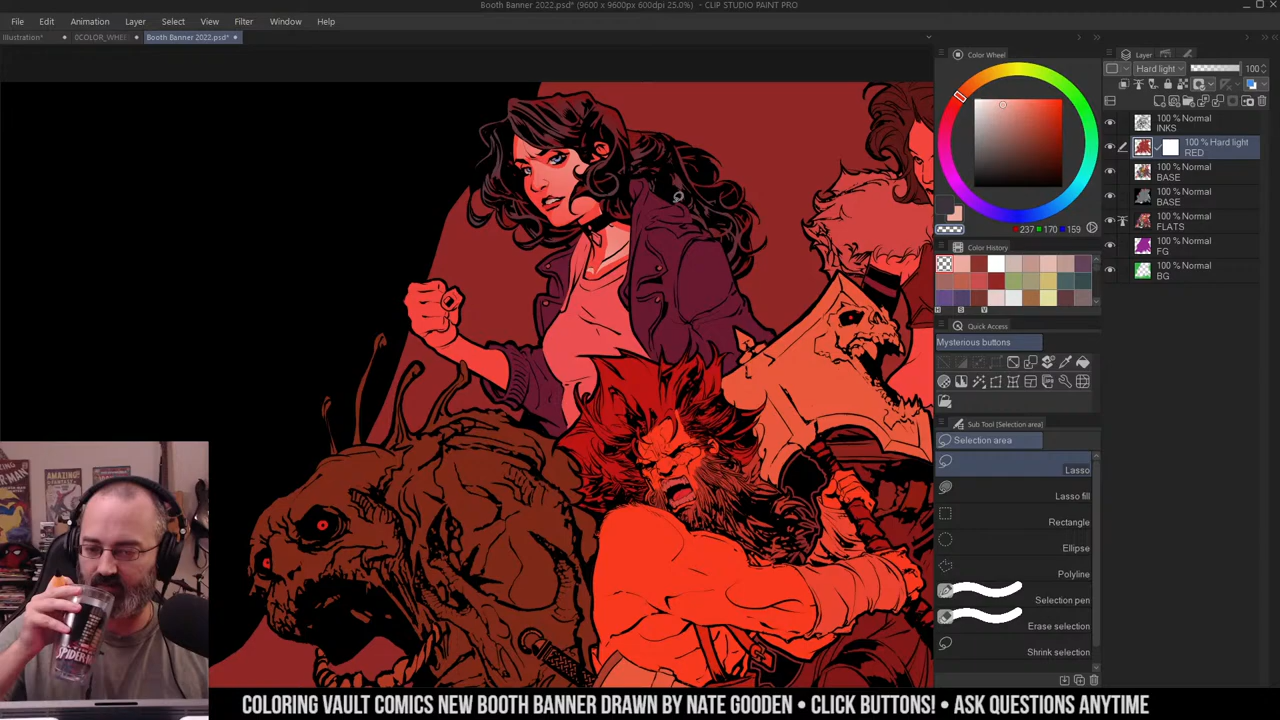 Booth Banner 2022.psd* (9600 x 9600px 600dpi 25.0%) - CLIP STUDIO PAINT PRO
File Edit Animation Layer Select View Filter Window Help
Illustration* 0COLOR_WHE Booth Banner 2022.psd*
Color Wheel
237 170 159
Color History
H S V
Quick Access
Mysterious buttons
Sub Tool [Selection area]
Selection area
Lasso
Lasso fill
Rectangle
Ellipse
Polyline
Selection pen
Erase selection
Shrink selection
Layer
Hard light 100
100 % Normal
INKS
100 % Hard light
RED
100 % Normal
BASE
100 % Normal
BASE
100 % Normal
FLATS
100 % Normal
FG
100 % Normal
BG
SPIDER-M
COLORING VAULT COMICS NEW BOOTH BANNER DRAWN BY NATE GOODEN • CLICK BUTTONS! • ASK QUESTIONS ANYTIME